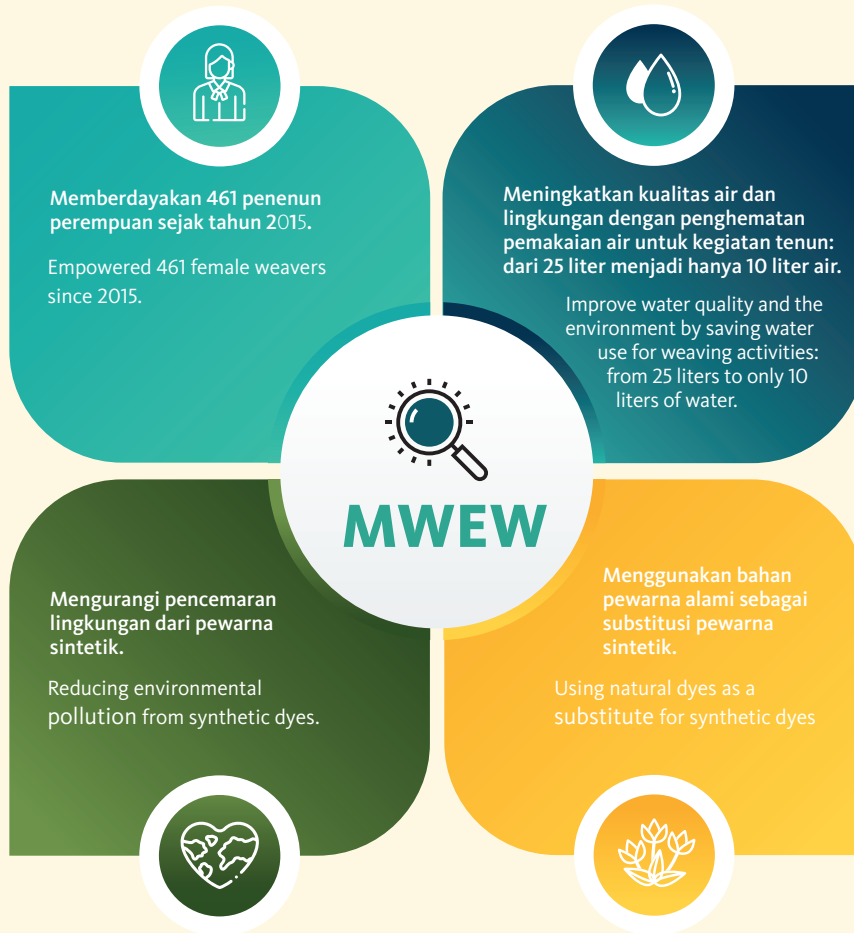 Memberdayakan 461 penenun
perempuan sejak tahun 2015.
Empowered 461 female weavers
since 2015.
Meningkatkan kualitas air dan
lingkungan dengan penghematan
pemakaian air untuk kegiatan tenun:
dari 25 liter menjadi hanya 10 liter air.
Improve water quality and the
environment by saving water
use for weaving activities:
from 25 liters to only 10
liters of water.
MWEW
Mengurangi pencemaran
lingkungan dari pewarna
sintetik.
Reducing environmental
pollution from synthetic dyes.
Menggunakan bahan
pewarna alami sebagai
substitusi pewarna
sintetik.
Using natural dyes as a
substitute for synthetic dyes